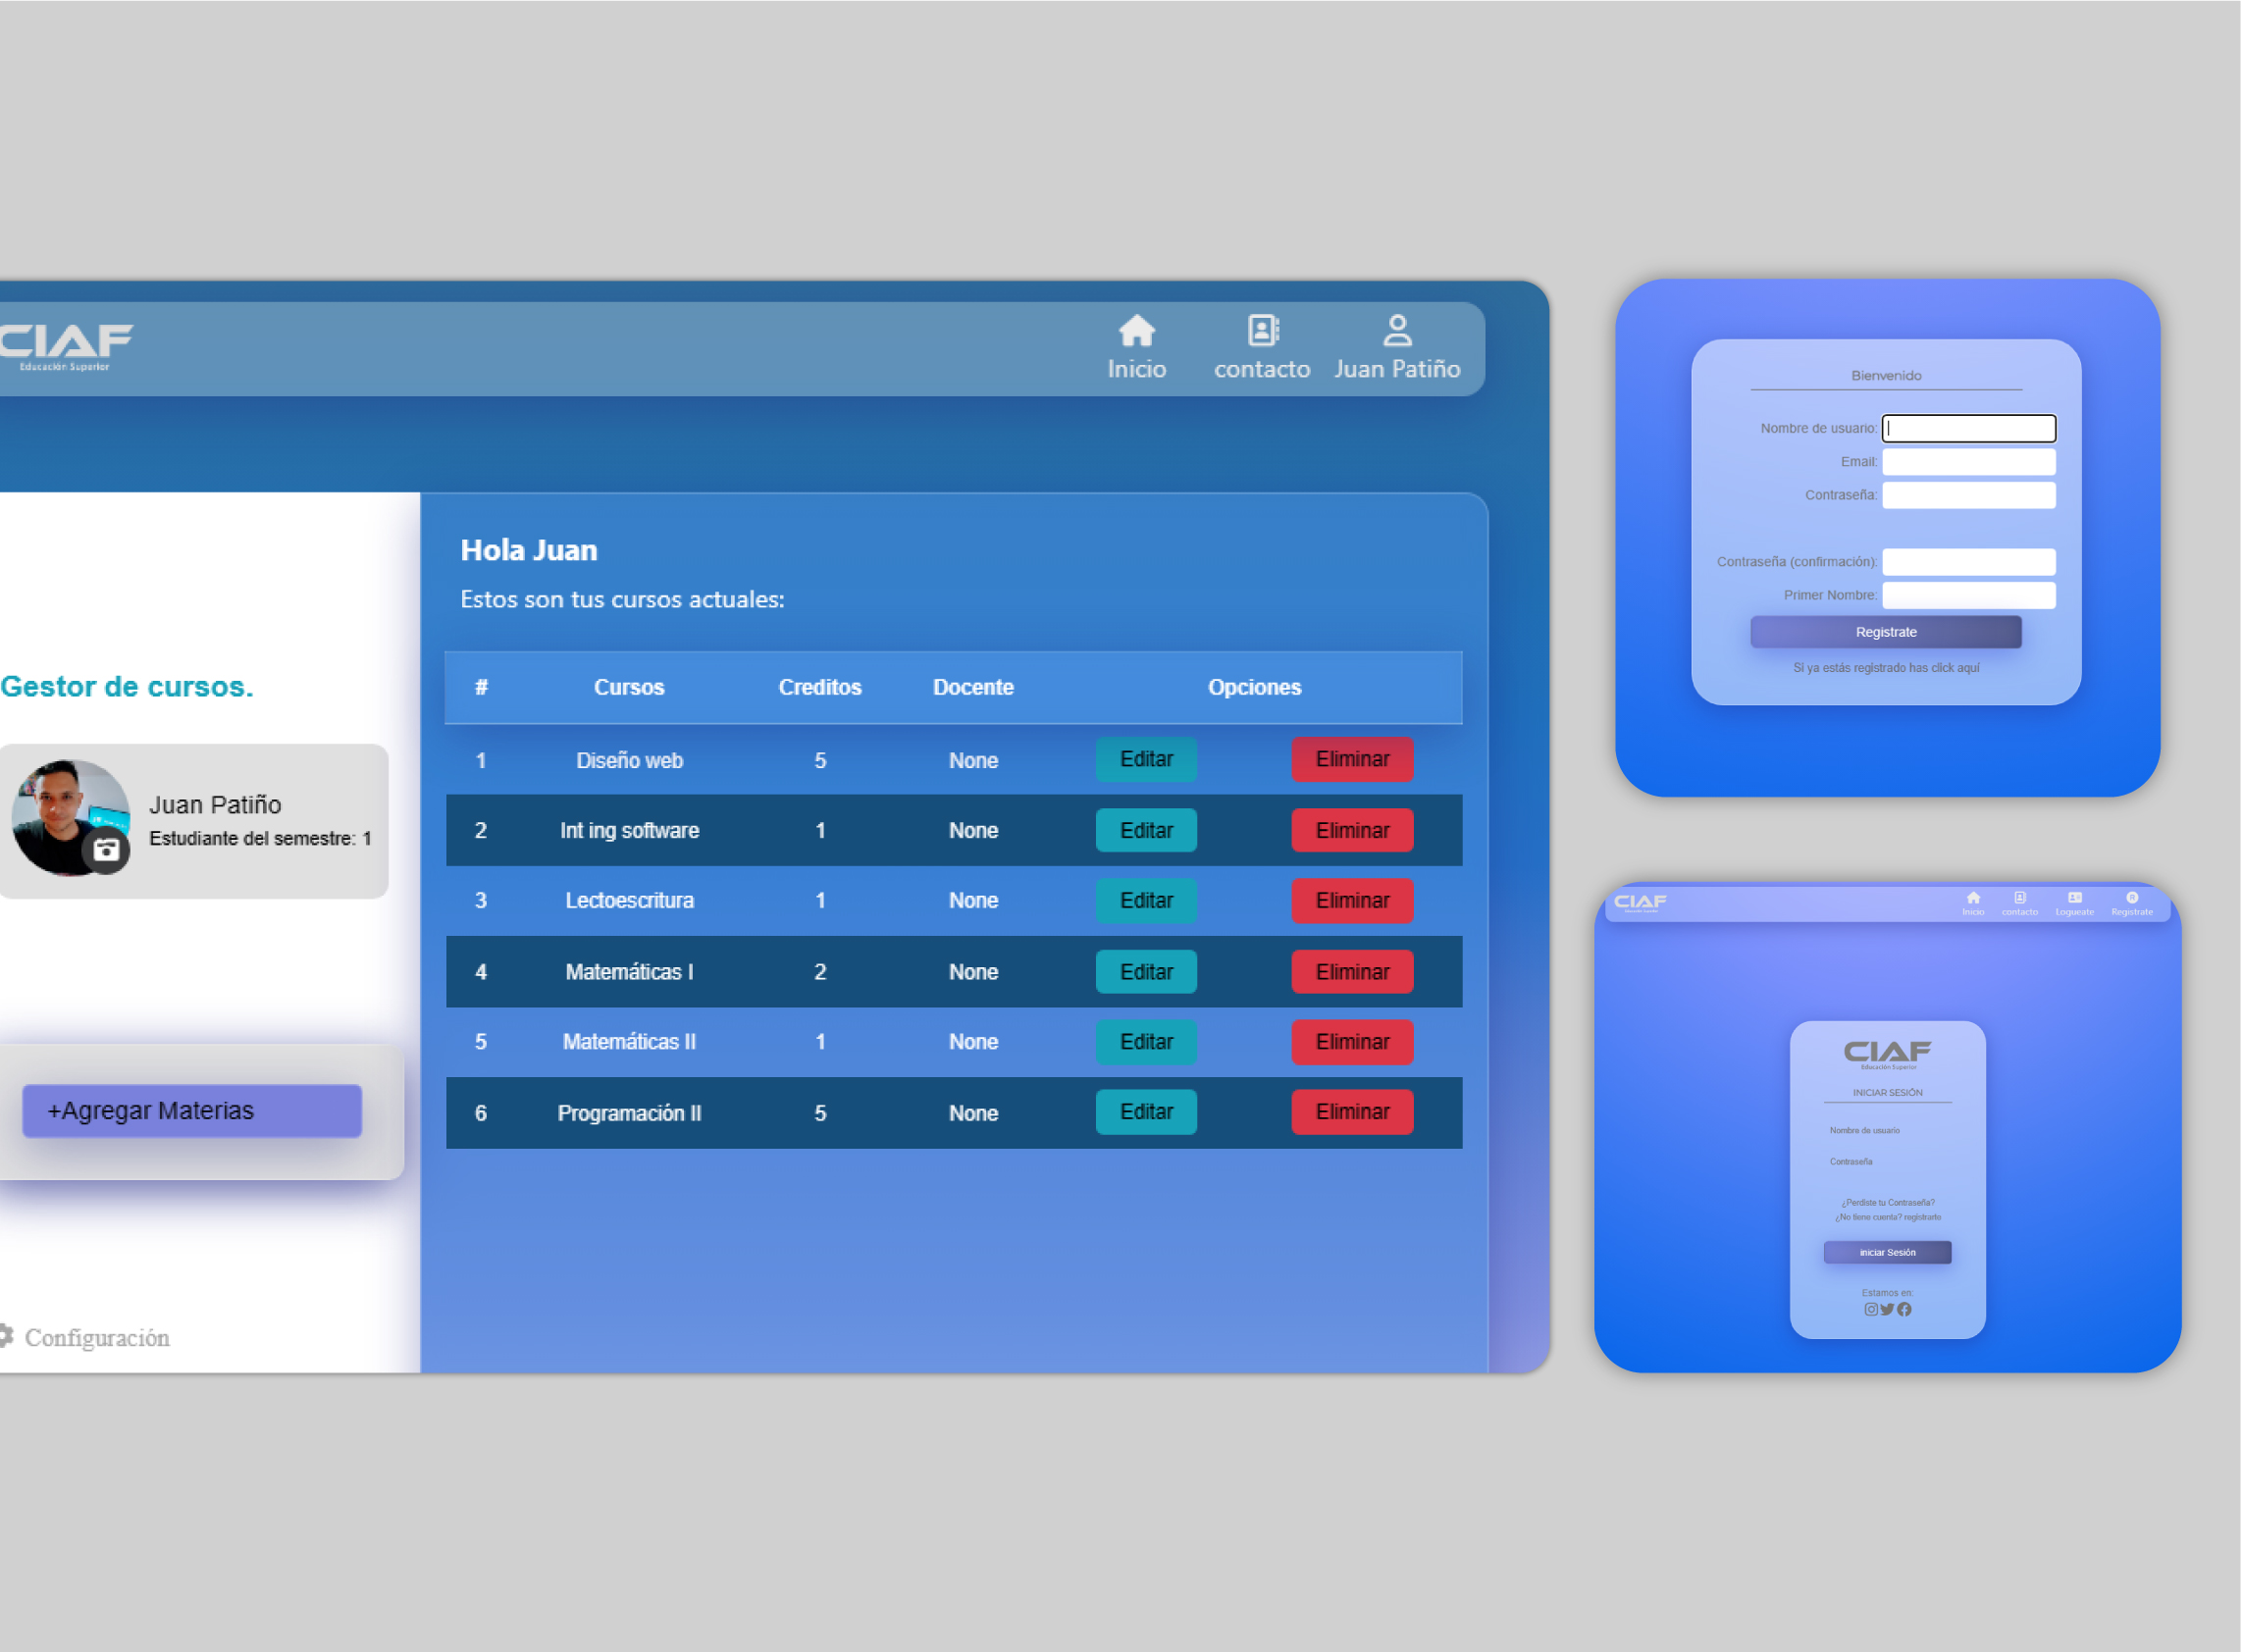 CIAF
Educación Superior
Inicio
contacto
Juan Patiño
Gestor de cursos.
Juan Patiño
Estudiante del semestre: 1
+Agregar Materias
Configuración
Hola Juan
Estos son tus cursos actuales:
# Cursos Creditos Docente Opciones
1 Diseño web 5 None Editar Eliminar
2 Int ing software 1 None Editar Eliminar
3 Lectoescritura 1 None Editar Eliminar
4 Matemáticas I 2 None Editar Eliminar
5 Matemáticas II 1 None Editar Eliminar
6 Programación II 5 None Editar Eliminar
Bienvenido
Nombre de usuario:
Email:
Contraseña:
Contraseña (confirmación):
Primer Nombre:
Registrate
Si ya estás registrado has click aquí
CIAF
Educación Superior
Inicio
contacto
Logueate
Registrate
CIAF
Educación Superior
INICIAR SESIÓN
Nombre de usuario
Contraseña
¿Perdiste tu Contraseña?
¿No tiene cuenta? registrarlo
iniciar Sesión
Estamos en: